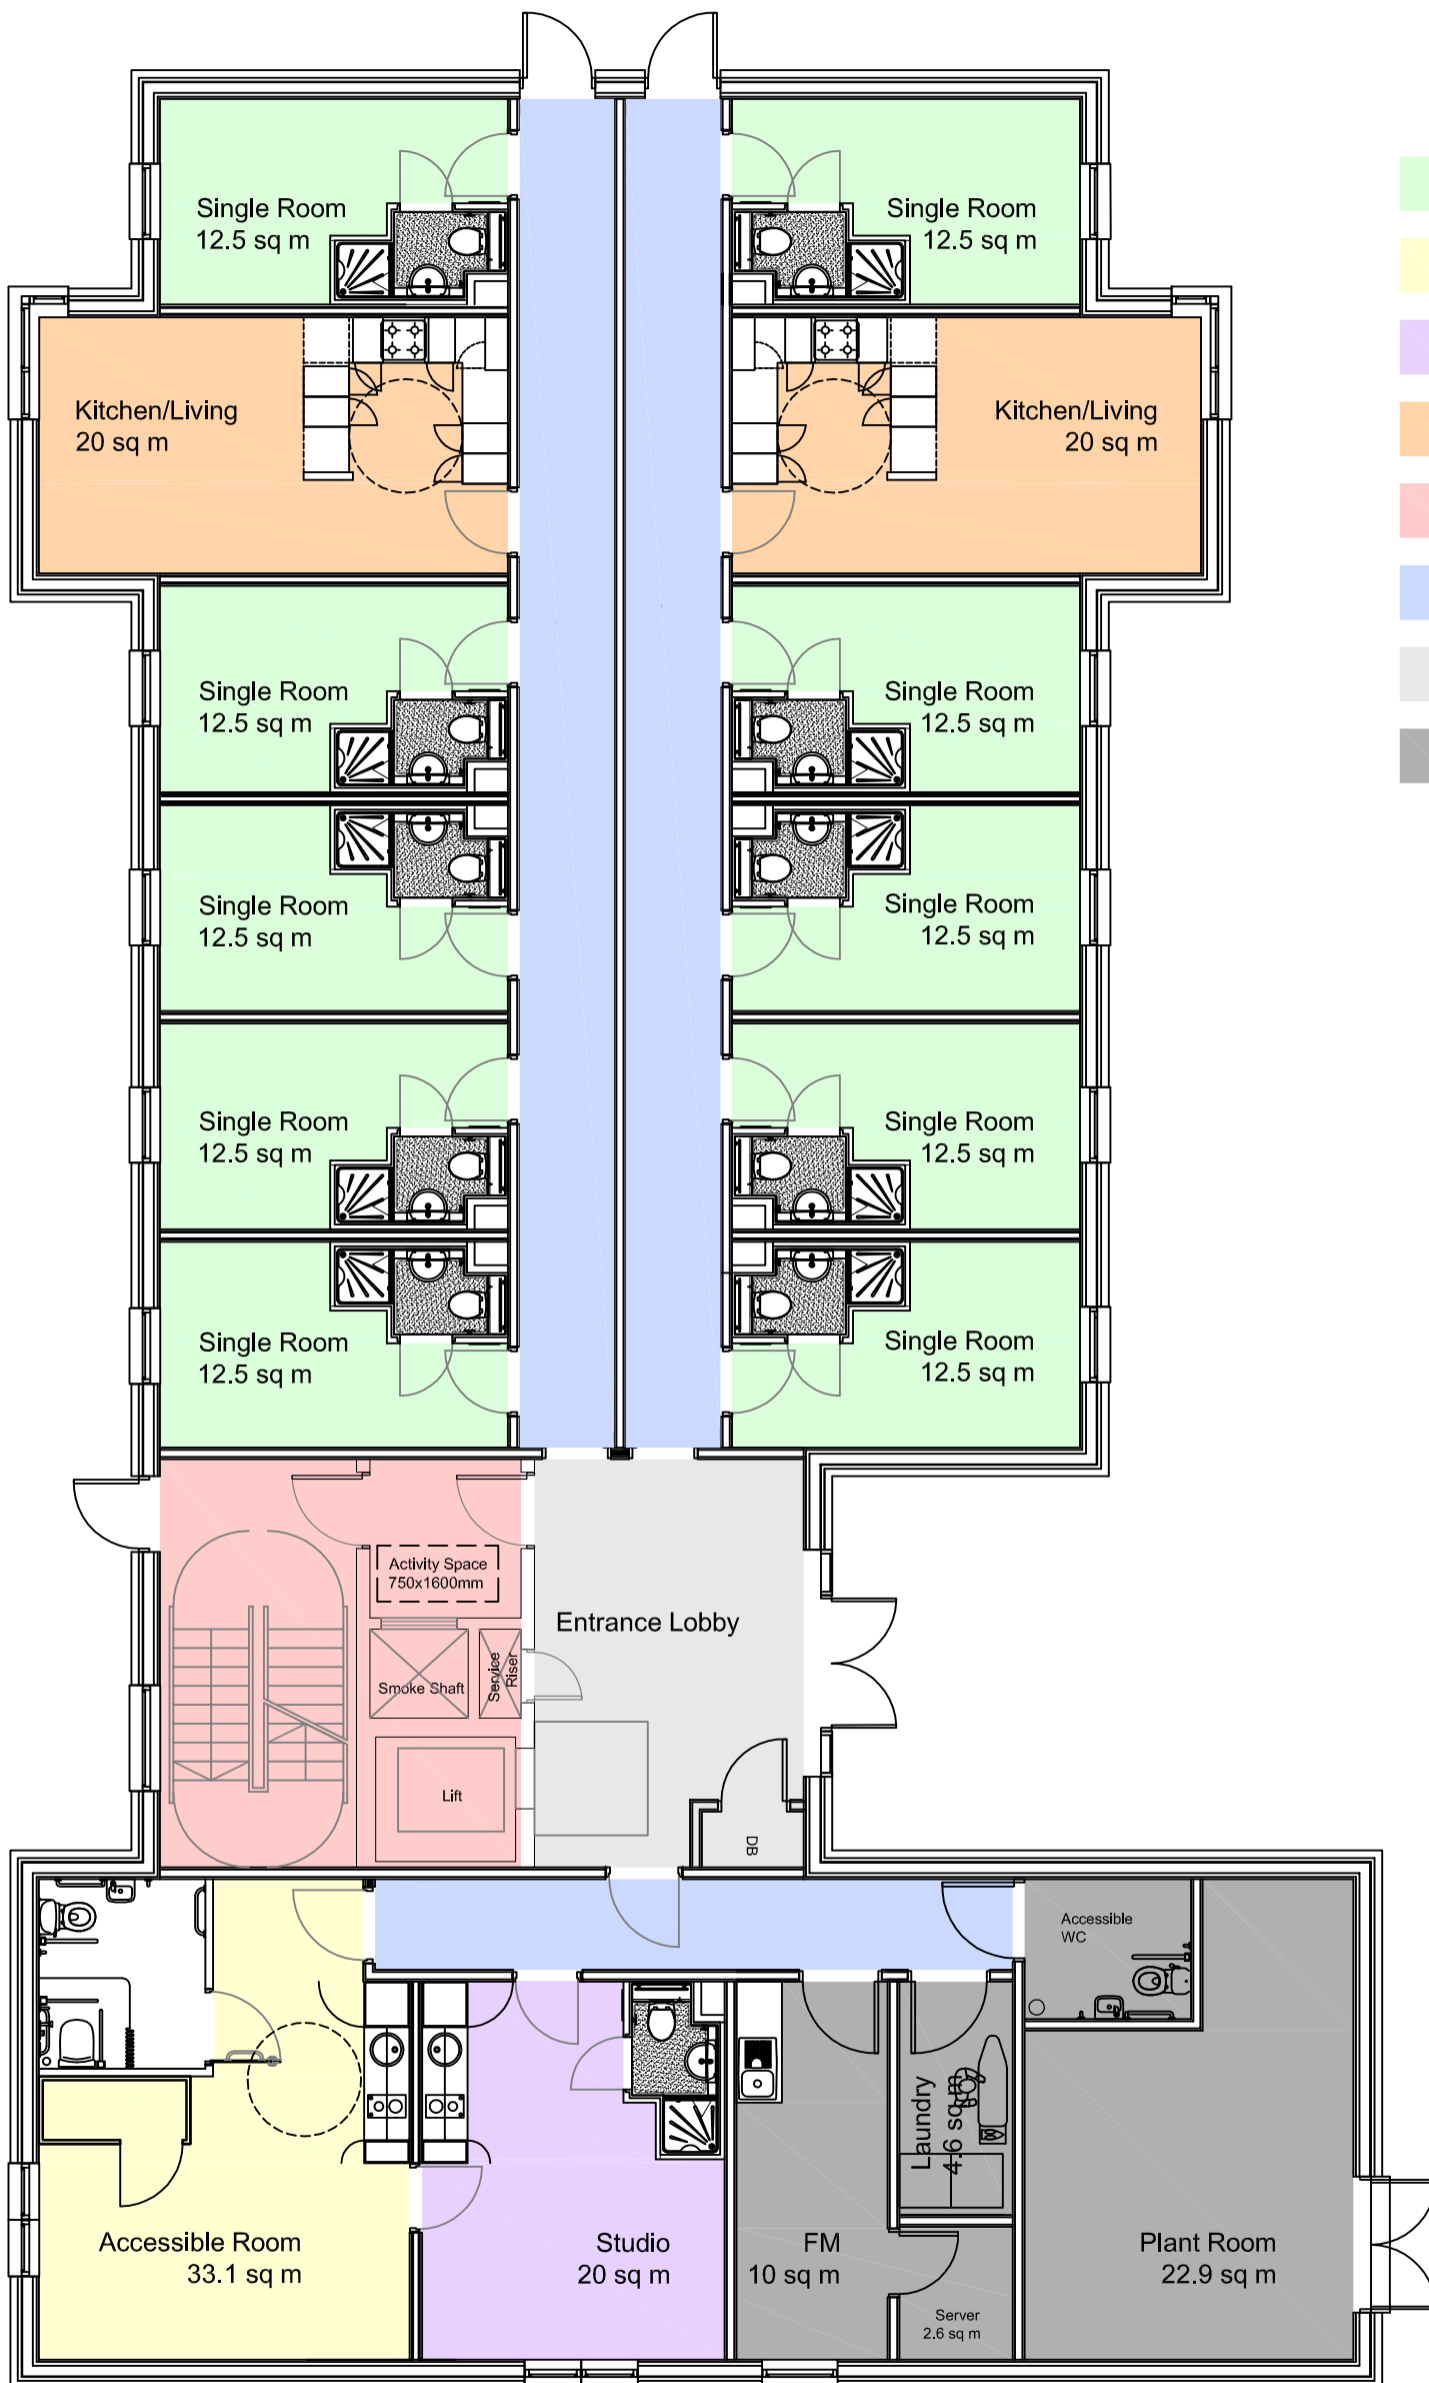 Single Room
12.5 sq m
Single Room
12.5 sq m
Kitchen/Living
20 sq m
Kitchen/Living
20 sq m
Single Room
12.5 sq m
Single Room
12.5 sq m
Single Room
12.5 sq m
Single Room
12.5 sq m
Single Room
12.5 sq m
Single Room
12.5 sq m
Single Room
12.5 sq m
Single Room
12.5 sq m
Activity Space
750x1600mm
Entrance Lobby
Smoke Shaft
Service
Riser
Lift
DB
Accessible
WC
Laundry
4.6 sq m
Accessible Room
33.1 sq m
Studio
20 sq m
FM
10 sq m
Plant Room
22.9 sq m
Server
2.6 sq m